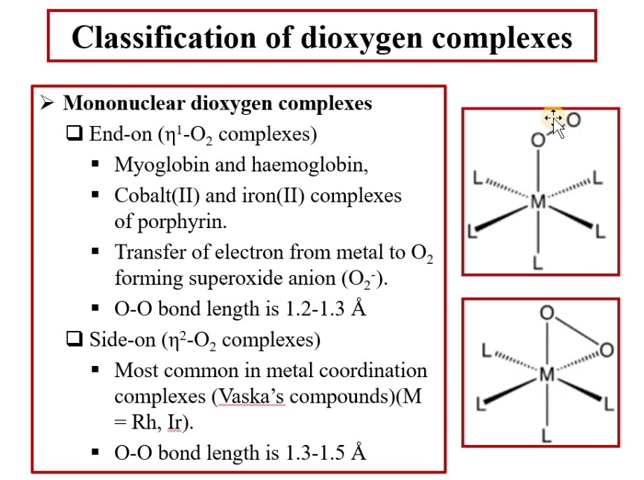 Classification of dioxygen complexes
➤ Mononuclear dioxygen complexes
❑ End-on (η¹-O₂ complexes)
▪ Myoglobin and haemoglobin,
▪ Cobalt(II) and iron(II) complexes
of porphyrin.
▪ Transfer of electron from metal to O₂
forming superoxide anion (O₂⁻).
▪ O-O bond length is 1.2-1.3 Å
❑ Side-on (η²-O₂ complexes)
▪ Most common in metal coordination
complexes (Vaska's compounds)(M
= Rh, Ir).
▪ O-O bond length is 1.3-1.5 Å
O
O
L L
M
L L
L
O
L O
M
L L
L